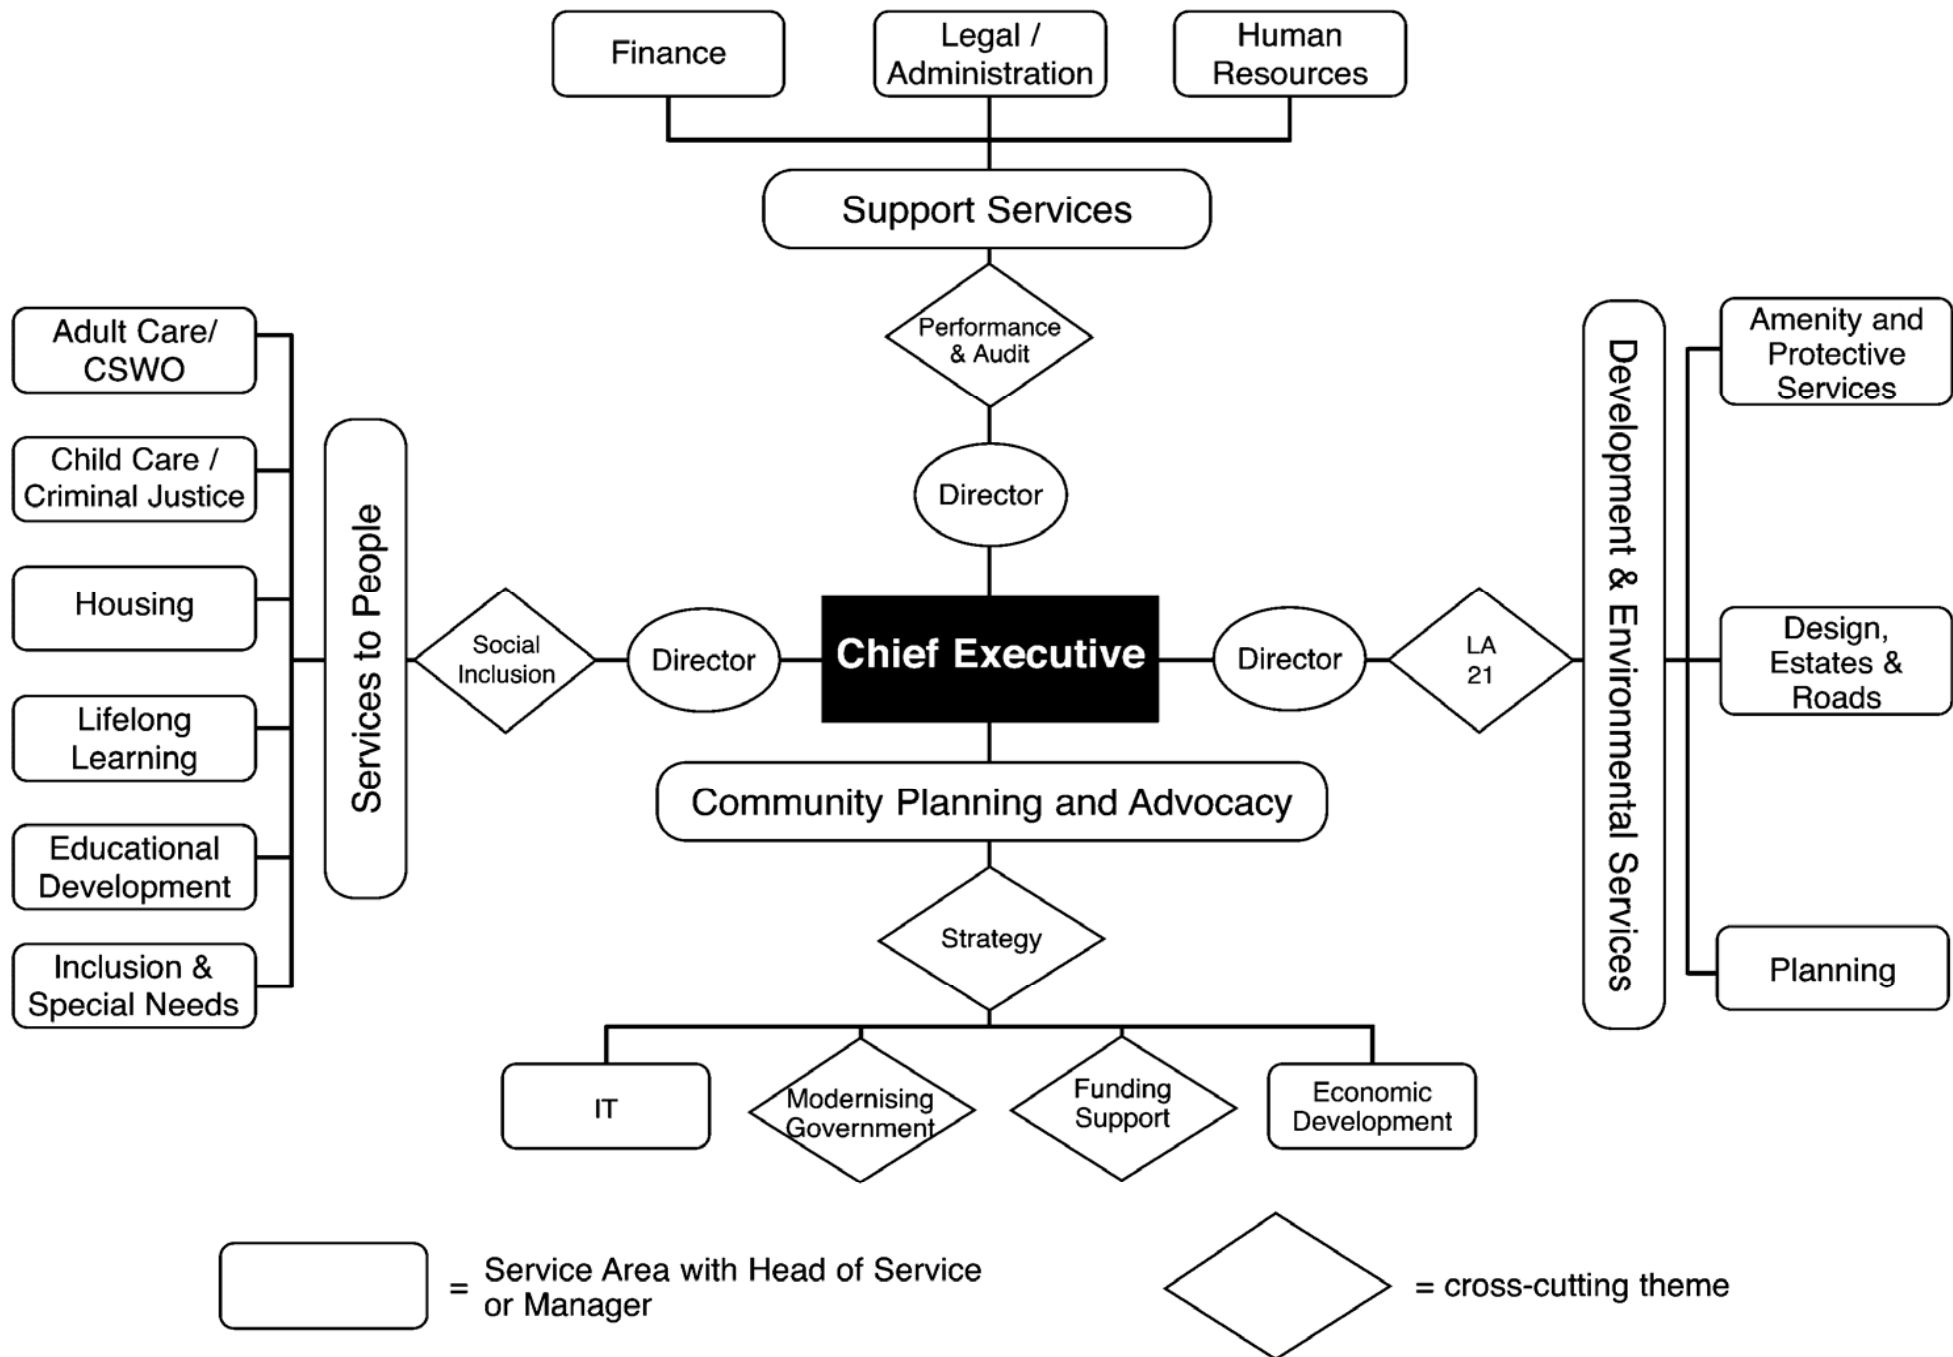 Finance
Legal /
Administration
Human
Resources
Support Services
Performance
& Audit
Director
Adult Care/
CSWO
Child Care /
Criminal Justice
Housing
Lifelong
Learning
Educational
Development
Inclusion &
Special Needs
Services to People
Social
Inclusion
Director
Chief Executive
Director
LA
21
Development & Environmental Services
Amenity and
Protective
Services
Design,
Estates &
Roads
Planning
Community Planning and Advocacy
Strategy
IT
Modernising
Government
Funding
Support
Economic
Development
= Service Area with Head of Service
or Manager
= cross-cutting theme